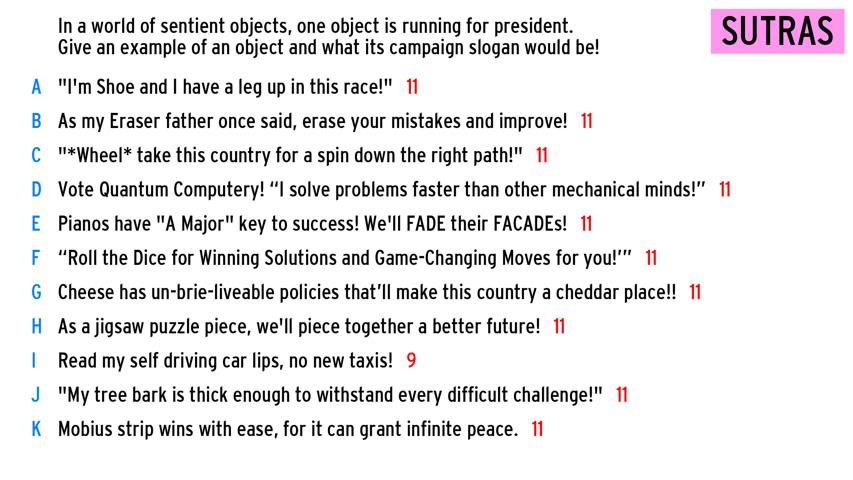 In a world of sentient objects, one object is running for president.
Give an example of an object and what its campaign slogan would be!
SUTRAS
A "I'm Shoe and I have a leg up in this race!" 11
B As my Eraser father once said, erase your mistakes and improve! 11
C "*Wheel* take this country for a spin down the right path!" 11
D Vote Quantum Computery! “I solve problems faster than other mechanical minds!” 11
E Pianos have "A Major" key to success! We'll FADE their FACADEs! 11
F “Roll the Dice for Winning Solutions and Game-Changing Moves for you!’” 11
G Cheese has un-brie-liveable policies that’ll make this country a cheddar place!! 11
H As a jigsaw puzzle piece, we'll piece together a better future! 11
I Read my self driving car lips, no new taxis! 9
J "My tree bark is thick enough to withstand every difficult challenge!" 11
K Mobius strip wins with ease, for it can grant infinite peace. 11